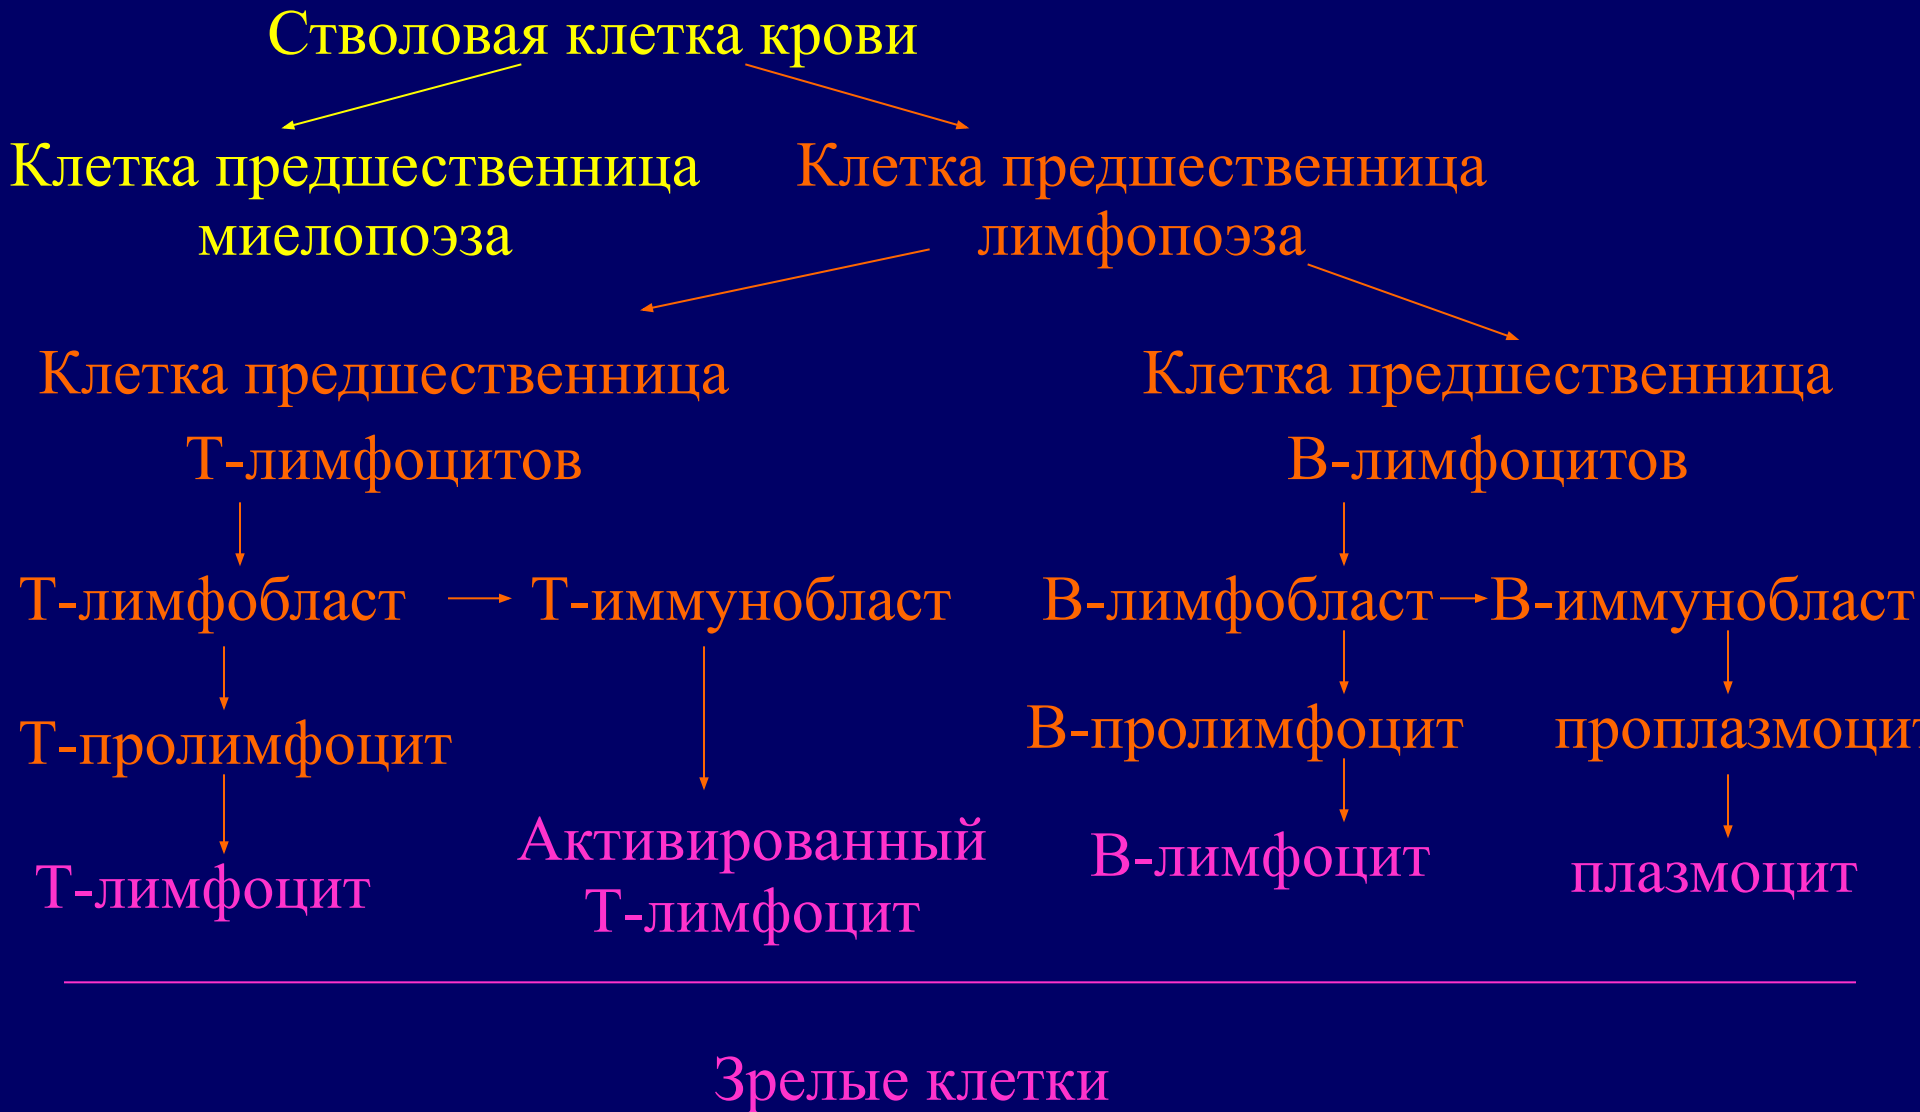 Стволовая клетка крови
Клетка предшественница
миелопоэза
Клетка предшественница
лимфопоэза
Клетка предшественница
Т-лимфоцитов
Клетка предшественница
В-лимфоцитов
Т-лимфобласт
Т-иммунобласт
В-лимфобласт
В-иммунобласт
Т-пролимфоцит
В-пролимфоцит
проплазмоцит
Т-лимфоцит
Активированный
Т-лимфоцит
В-лимфоцит
плазмоцит
Зрелые клетки